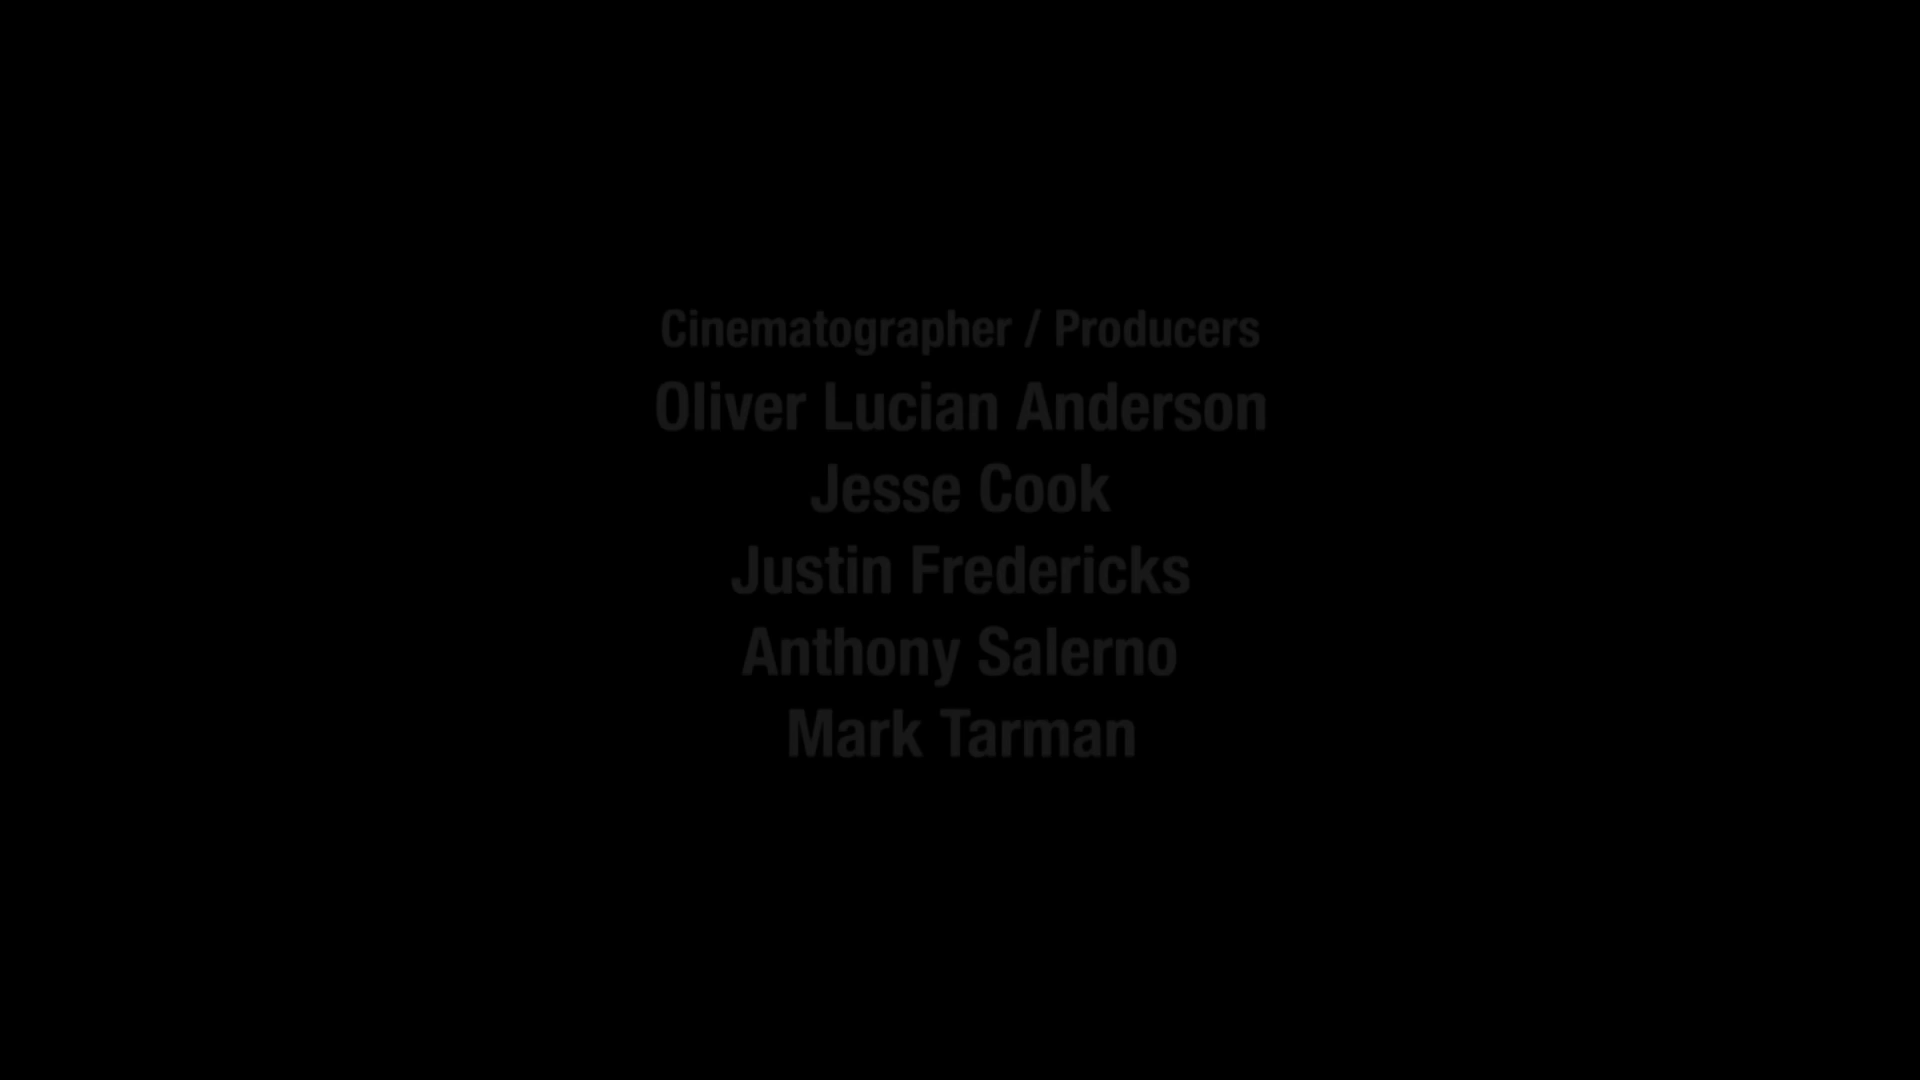 Cinematographer / Producers
Oliver Lucian Anderson
Jesse Cook
Justin Fredericks
Anthony Salerno
Mark Tarman